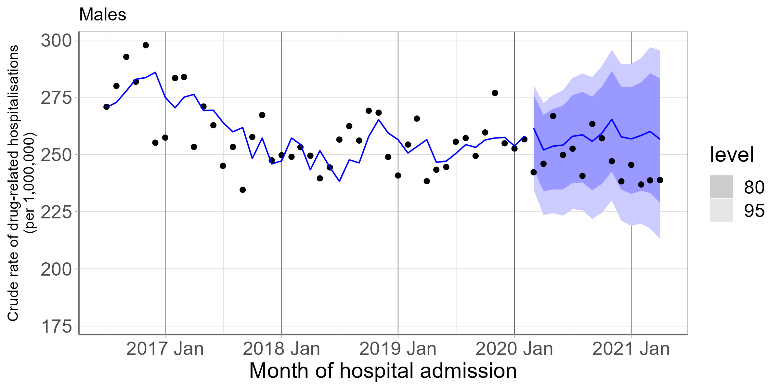 Males
Crude rate of drug-related hospitalisations
(per 1,000,000)
300
275
250
225
200
175
2017 Jan
2018 Jan
2019 Jan
2020 Jan
2021 Jan
Month of hospital admission
level
80
95